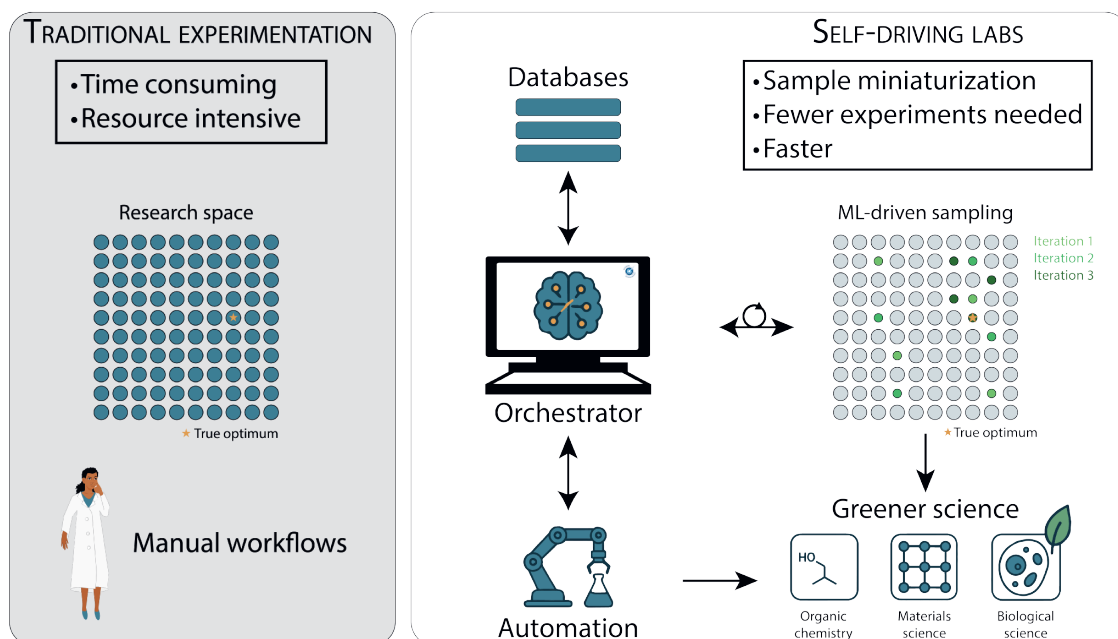 TRADITIONAL EXPERIMENTATION
•Time consuming
•Resource intensive
Research space
★ True optimum
Manual workflows
SELF-DRIVING LABS
•Sample miniaturization
•Fewer experiments needed
•Faster
Databases
Orchestrator
Automation
ML-driven sampling
Iteration 1
Iteration 2
Iteration 3
★True optimum
Greener science
HO
Organic
chemistry
Materials
science
Biological
science